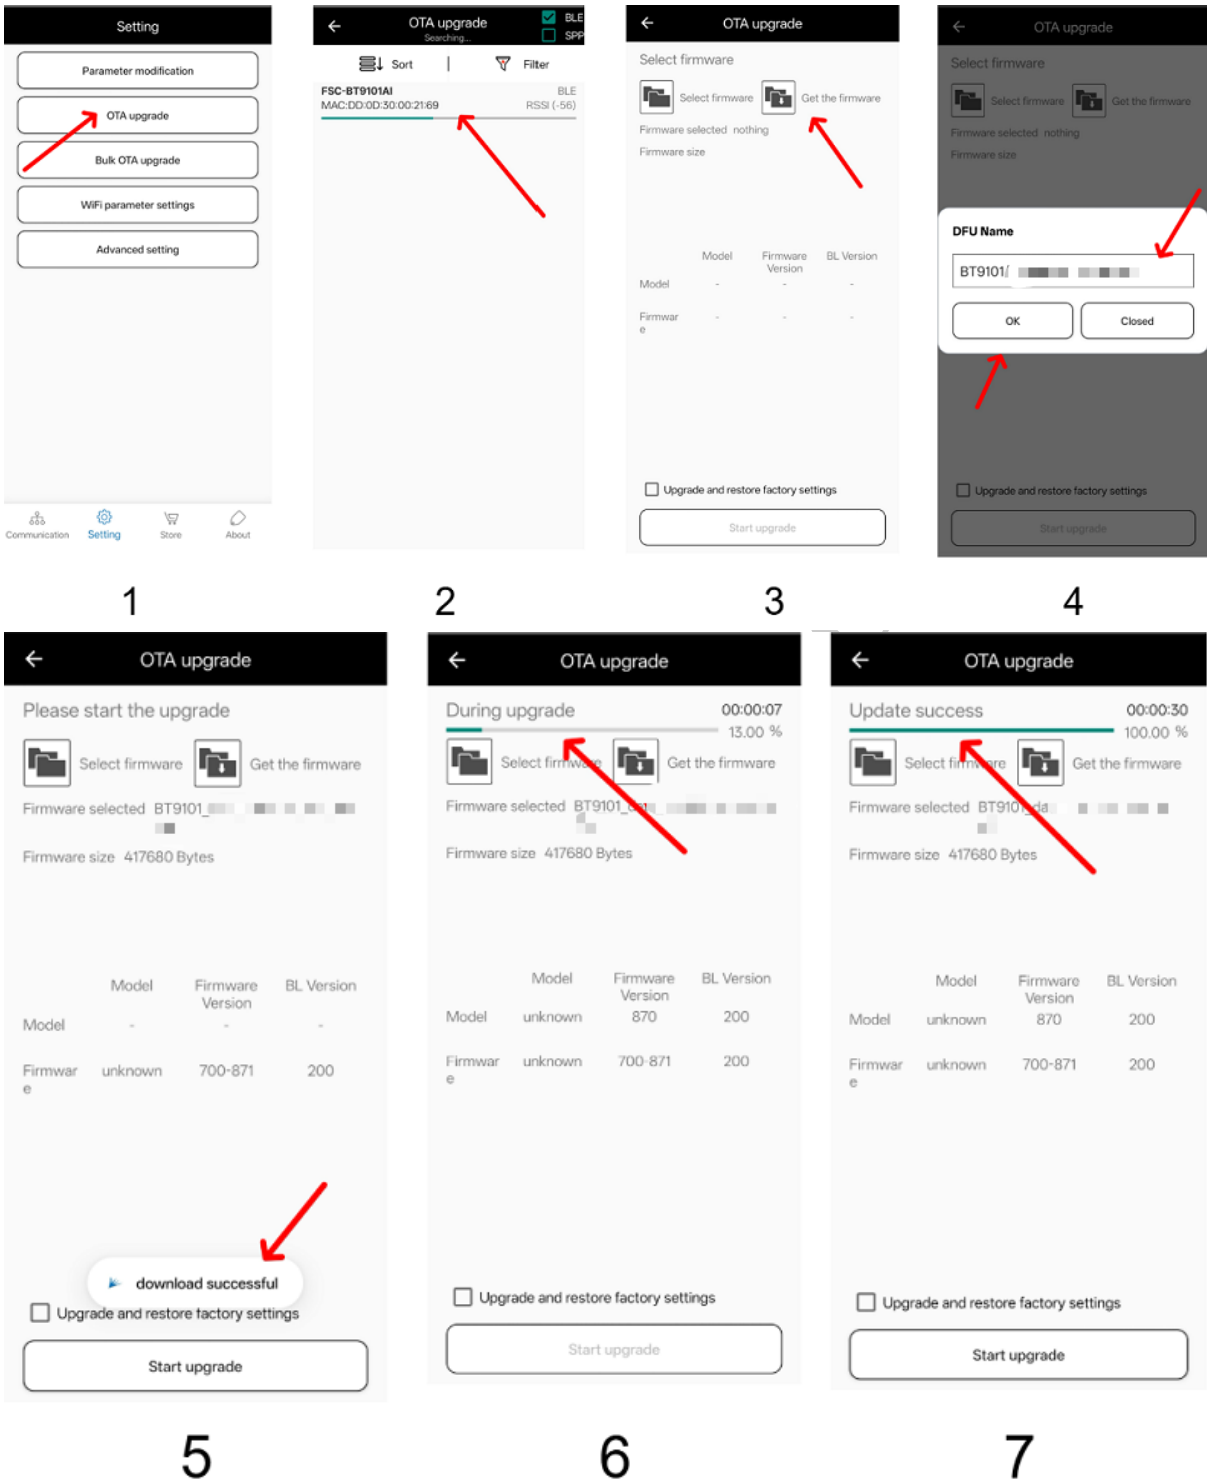 Setting
Parameter modification
OTA upgrade
Bulk OTA upgrade
WiFi parameter settings
Advanced setting
Communication Setting Store About
1
OTA upgrade
Searching...
BLE
SPP
Sort | Filter
FSC-BT9101AI BLE
MAC:DD:0D:30:00:21:69 RSSI (-56)
2
OTA upgrade
Select firmware
Select firmware Get the firmware
Firmware selected nothing
Firmware size
Model Firmware BL Version
Version
Model - - -
Firmwar - - -
e
Upgrade and restore factory settings
Start upgrade
3
OTA upgrade
Select firmware
Select firmware Get the firmware
Firmware selected nothing
Firmware size
DFU Name
BT9101
OK Closed
Upgrade and restore factory settings
Start upgrade
4
OTA upgrade
Please start the upgrade
Select firmware Get the firmware
Firmware selected BT9101_
Firmware size 417680 Bytes
Model Firmware BL Version
Version
Model - - -
Firmwar unknown 700-871 200
e
download successful
Upgrade and restore factory settings
Start upgrade
5
OTA upgrade
During upgrade 00:00:07
13.00 %
Select firmware Get the firmware
Firmware selected BT9101_
Firmware size 417680 Bytes
Model Firmware BL Version
Version
Model unknown 870 200
Firmwar unknown 700-871 200
e
Upgrade and restore factory settings
Start upgrade
6
OTA upgrade
Update success 00:00:30
100.00 %
Select firmware Get the firmware
Firmware selected BT9101_da
Firmware size 417680 Bytes
Model Firmware BL Version
Version
Model unknown 870 200
Firmwar unknown 700-871 200
e
Upgrade and restore factory settings
Start upgrade
7